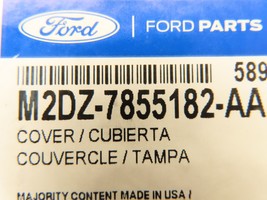 Ford
FORD PARTS
589
M2DZ-7855182-AA
COVER / CUBIERTA
COUVERCLE / TAMPA
MAJORITY CONTENT MADE IN USA /